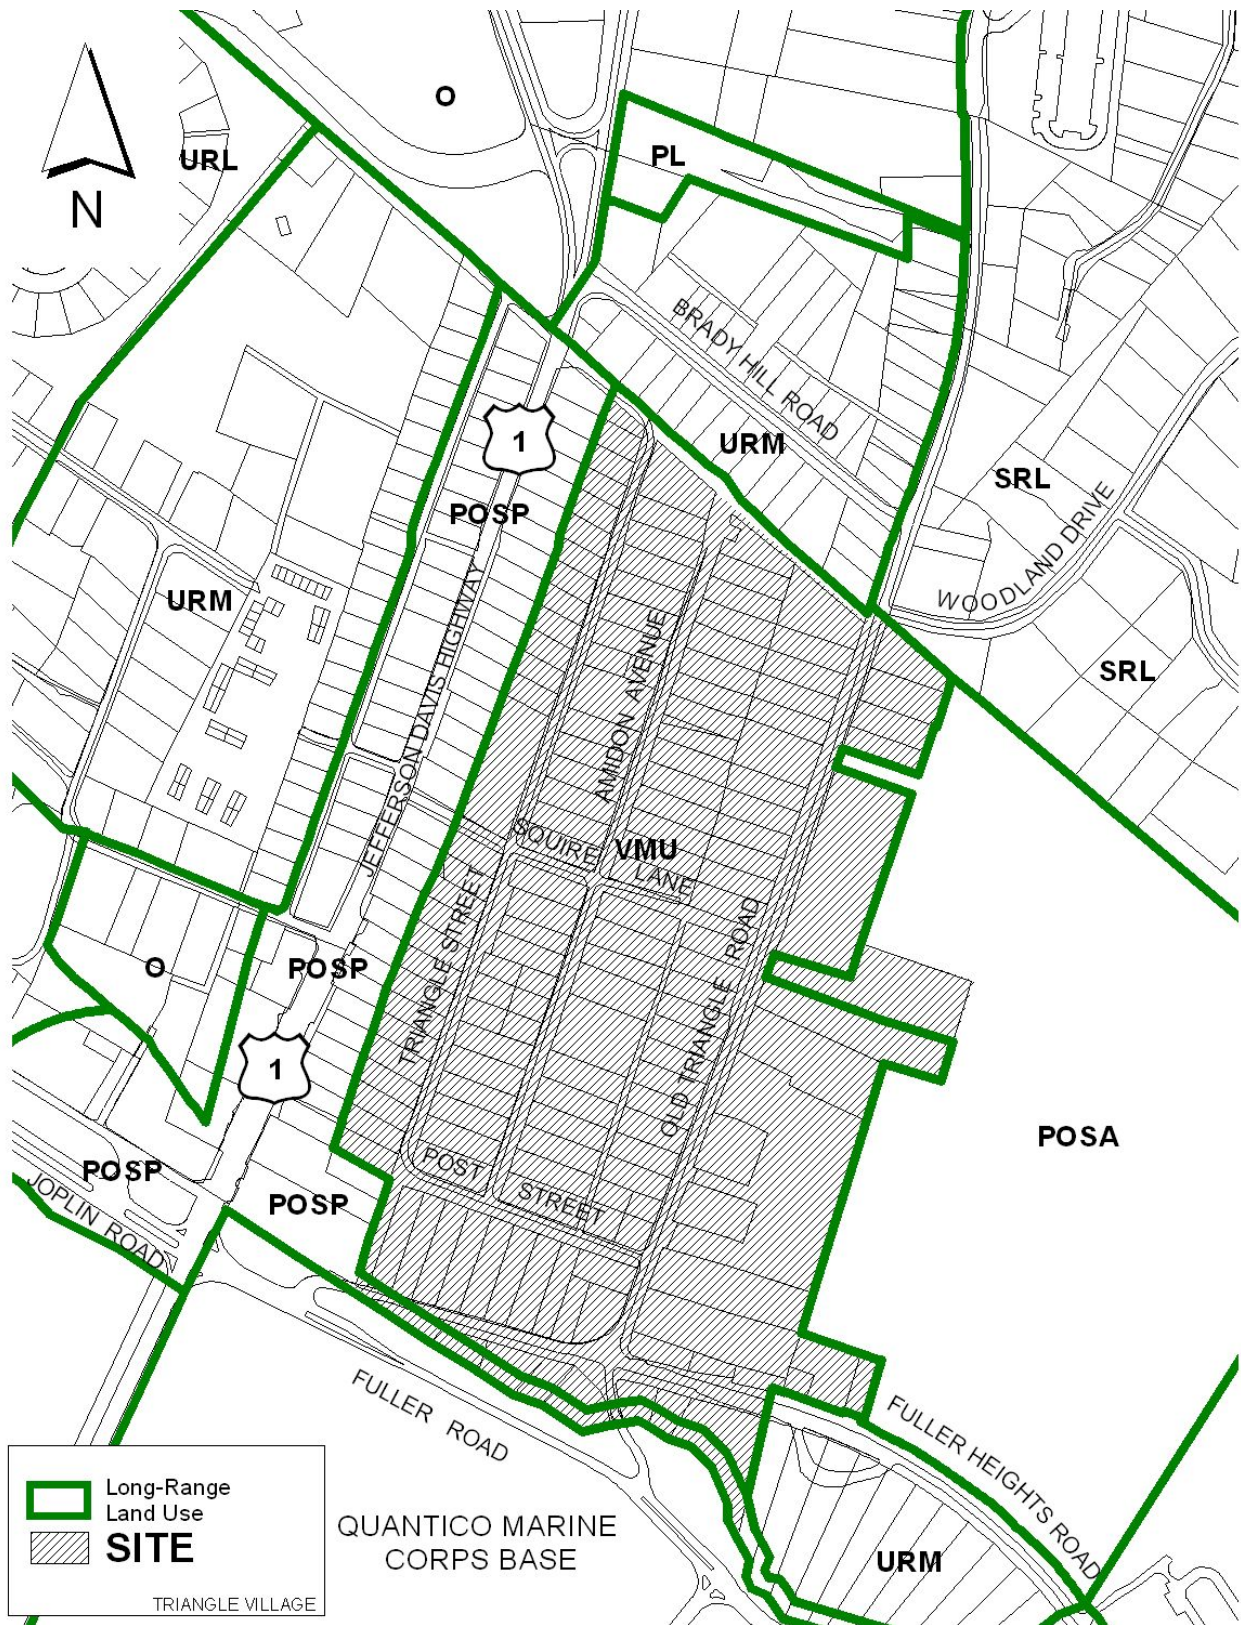 O
PL
URL
N
BRADY HILL ROAD
1
URM
SRL
POSP
WOODLAND DRIVE
URM
JEFFERSON DAVIS HIGHWAY
AMIDON AVENUE
SRL
SQUIRE LANE
VMU
TRIANGLE STREET
OLD TRIANGLE ROAD
O
POSP
1
POSA
POSP
JOPLIN ROAD
POSP
POST STREET
FULLER ROAD
FULLER HEIGHTS ROAD
Long-Range
Land Use
SITE
TRIANGLE VILLAGE
QUANTICO MARINE
CORPS BASE
URM